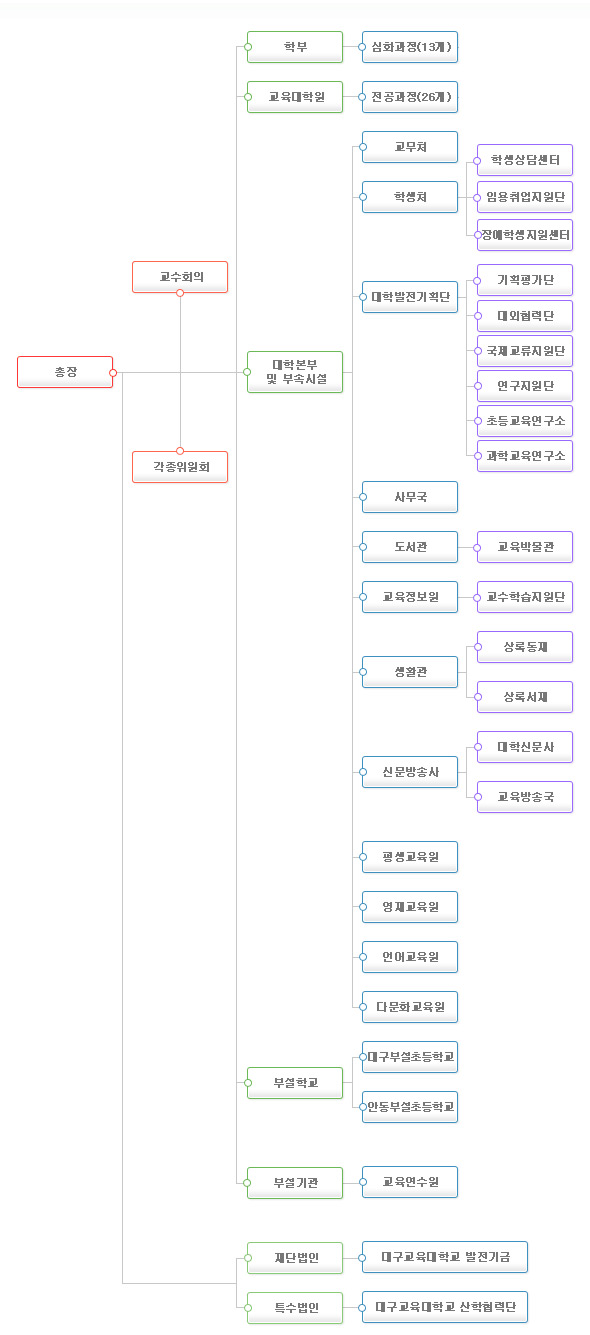 학부
심화과정(13개)
교육대학원
전공과정(26개)
교무처
학생처
학생상담센터
임용취업지원단
장애학생지원센터
교수회의
대학발전기획단
기획평가단
대외협력단
국제교류지원단
연구지원단
초등교육연구소
과학교육연구소
총장
대학본부
및 부속시설
각종위원회
사무국
도서관
교육박물관
교육정보원
교수학습지원단
생활관
상록동재
상록서재
신문방송사
대학신문사
교육방송국
평생교육원
영재교육원
언어교육원
다문화교육원
부설학교
대구부설초등학교
안동부설초등학교
부설기관
교육연수원
재단법인
대구교육대학교 발전기금
특수법인
대구교육대학교 산학협력단